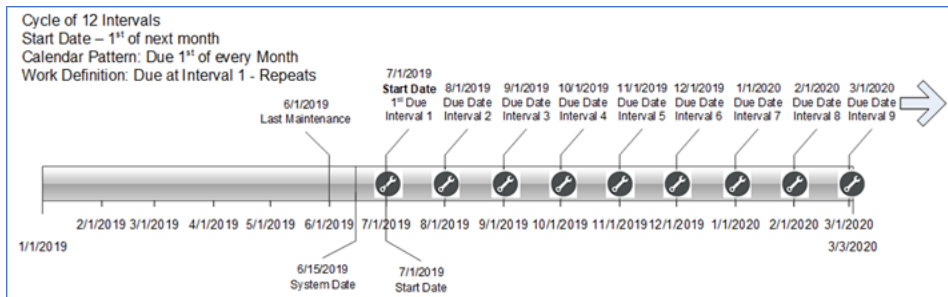 Cycle of 12 Intervals
Start Date – 1st of next month
Calendar Pattern: Due 1st of every Month
Work Definition: Due at Interval 1 - Repeats
6/1/2019
Last Maintenance
7/1/2019
Start Date
1st Due
Interval 1
8/1/2019
Due Date
Interval 2
9/1/2019
Due Date
Interval 3
10/1/2019
Due Date
Interval 4
11/1/2019
Due Date
Interval 5
12/1/2019
Due Date
Interval 6
1/1/2020
Due Date
Interval 7
2/1/2020
Due Date
Interval 8
3/1/2020
Due Date
Interval 9
2/1/2019 3/1/2019 4/1/2019 5/1/2019 6/1/2019 7/1/2019 8/1/2019 9/1/2019 10/1/2019 11/1/2019 12/1/2019 1/1/2020 2/1/2020 3/1/2020
1/1/2019 3/3/2020
6/15/2019
System Date
7/1/2019
Start Date